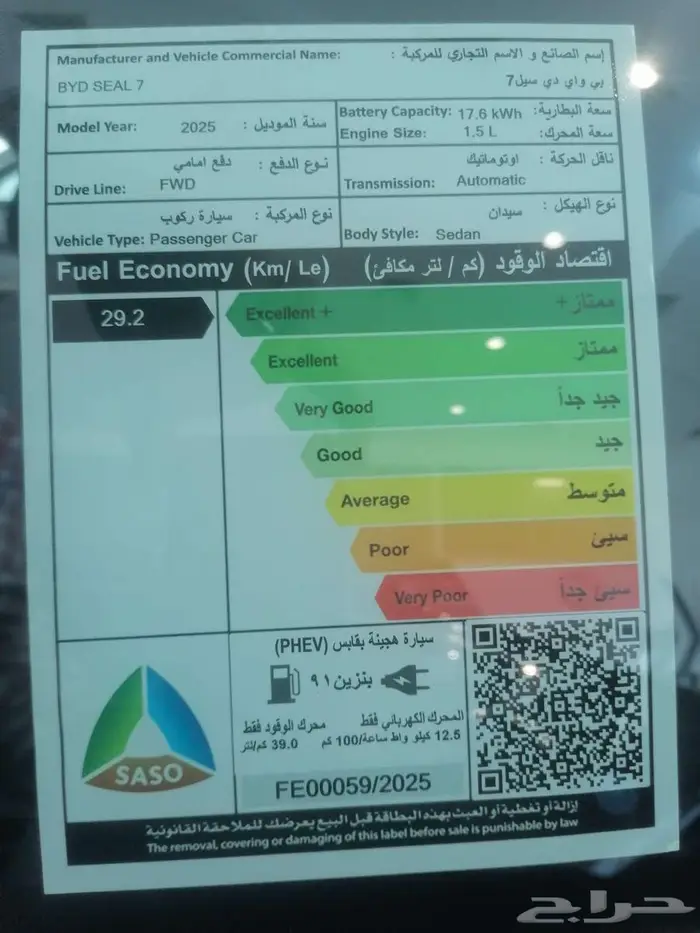 Manufacturer and Vehicle Commercial Name: إسم الصانع و الاسم التجاري للمركبة :
BYD SEAL 7 بي واي دي سيل7
Model Year: 2025 سنة الموديل :
Battery Capacity: 17.6 kWh سعة البطارية:
Engine Size: 1.5 L سعة المحرك:
نوع الدفع : دفع امامي
Drive Line: FWD
ناقل الحركة : اوتوماتيك
Transmission: Automatic
نوع المركبة : سيارة ركوب
Vehicle Type: Passenger Car
نوع الهيكل : سيدان
Body Style: Sedan
Fuel Economy (Km/ Le) اقتصاد الوقود (كم / لتر مكافئ)
29.2
Excellent + ممتاز +
Excellent ممتاز
Very Good جيد جداً
Good جيد
Average متوسط
Poor سيئ
Very Poor سيئ جداً
سيارة هجينة بقابس (PHEV)
بنزين ٩١
المحرك الكهربائي فقط محرك الوقود فقط
12.5 كيلو واط ساعة/100 كم 39.0 كم/لتر
FE00059/2025
SASO
إزالة أو تغطية أو العبث بهذه البطاقة قبل البيع يعرضك للملاحقة القانونية
The removal, covering or damaging of this label before sale is punishable by law
حراج